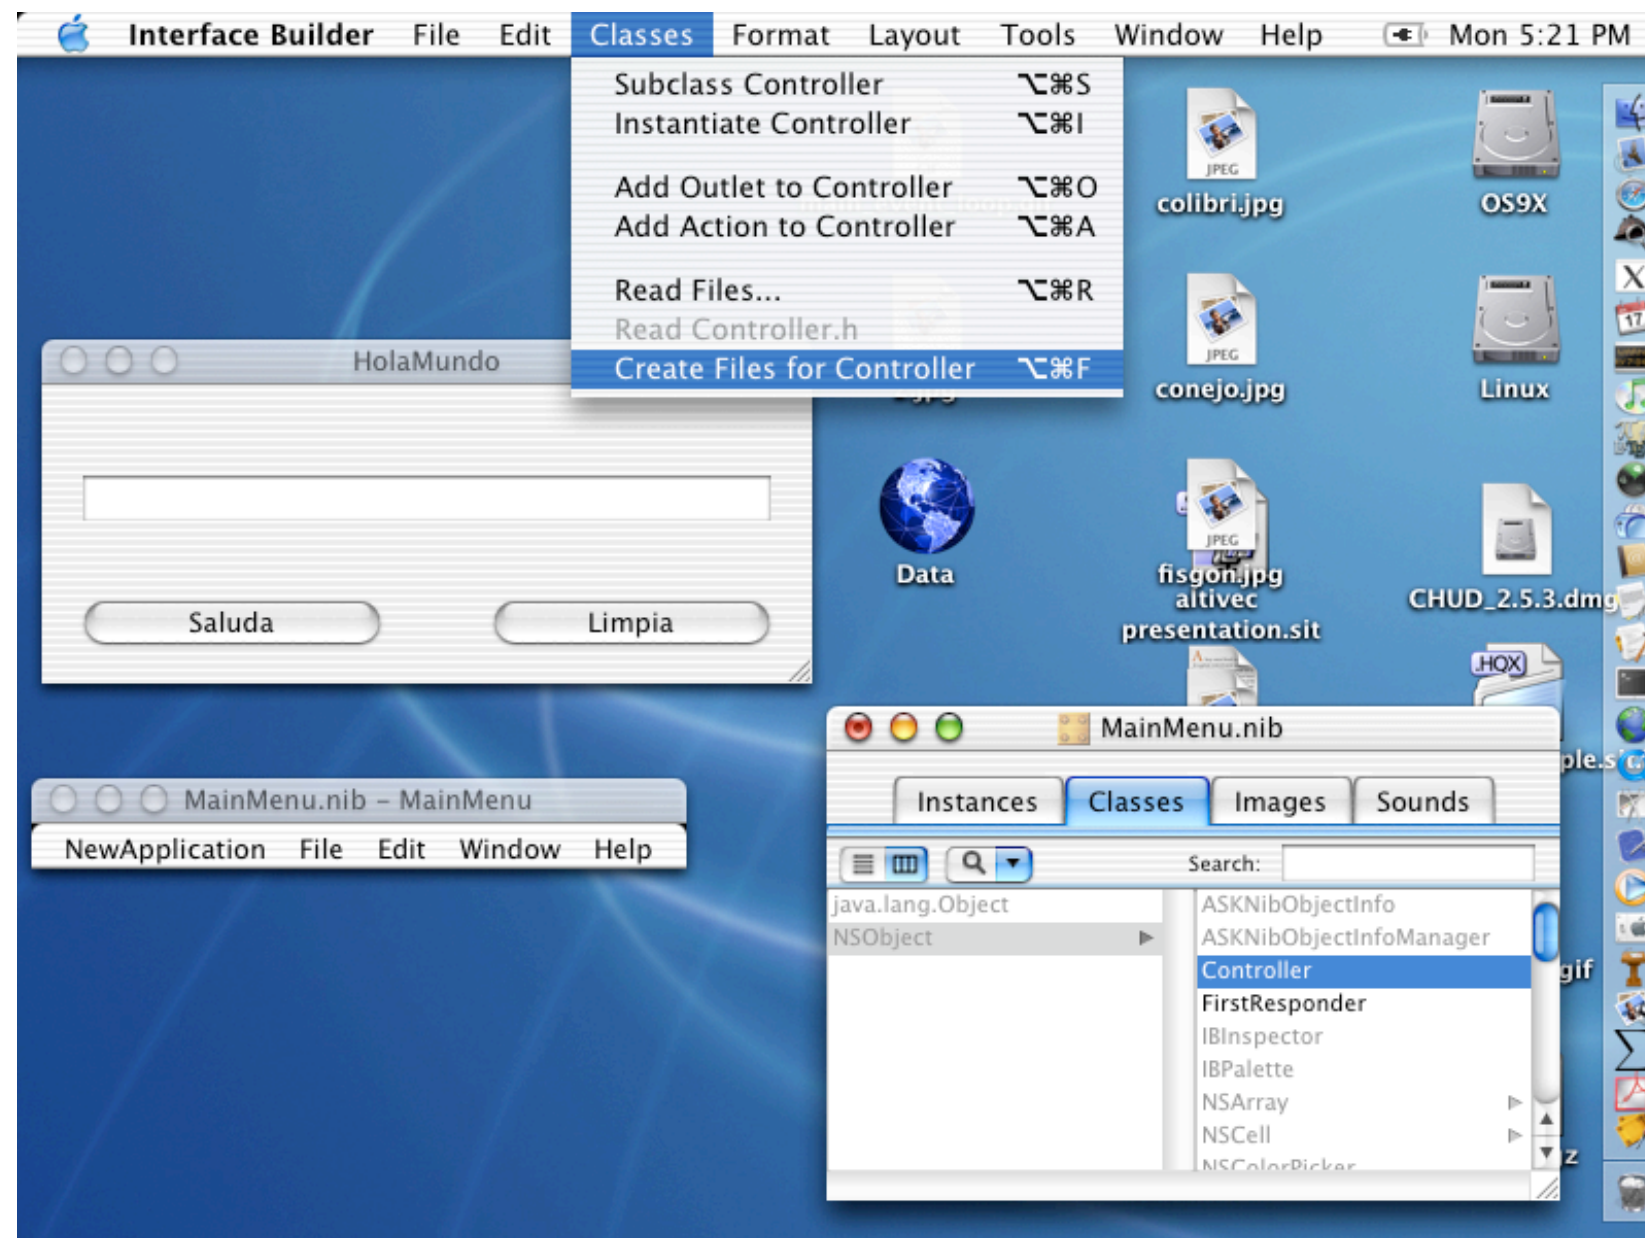 Interface Builder File Edit Classes Format Layout Tools Window Help Mon 5:21 PM
Subclass Controller ⌥⌘S
Instantiate Controller ⌥⌘I
Add Outlet to Controller ⌥⌘O
Add Action to Controller ⌥⌘A
Read Files... ⌥⌘R
Read Controller.h
Create Files for Controller ⌥⌘F
JPEG
colibri.jpg
OS9X
X
17
JPEG
conejo.jpg
Linux
HolaMundo
Saluda Limpia
Data
JPEG
fisgon.jpg
altivec
presentation.sit
CHUD_2.5.3.dmg
.HQX
MainMenu.nib – MainMenu
NewApplication File Edit Window Help
MainMenu.nib
Instances Classes Images Sounds
Search:
java.lang.Object
NSObject
ASKNibObjectInfo
ASKNibObjectInfoManager
Controller
FirstResponder
IBInspector
IBPalette
NSArray
NSCell
NSColorPicker
gif